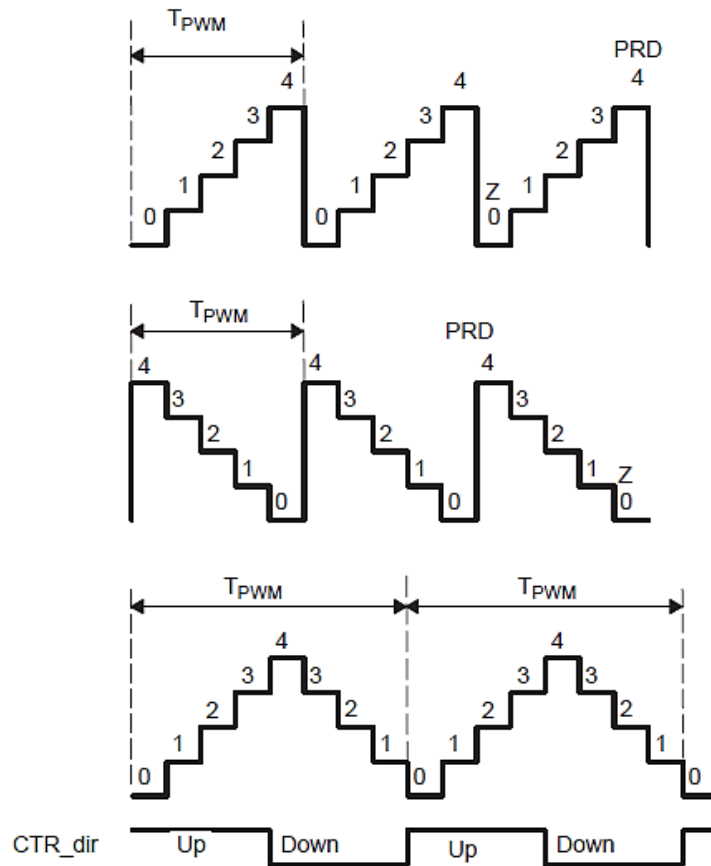 TPWM
PRD
4 4 4
3 3 3
2 2 2
1 1 Z 1
0 0 0 
TPWM
PRD
4 4 4
3 3 3
2 2 2
1 1 1 Z
0 0 0
TPWM TPWM
4 4
3 3 3 3
2 2 2 2
1 1 1 1
0 0 0
CTR_dir Up Down Up Down